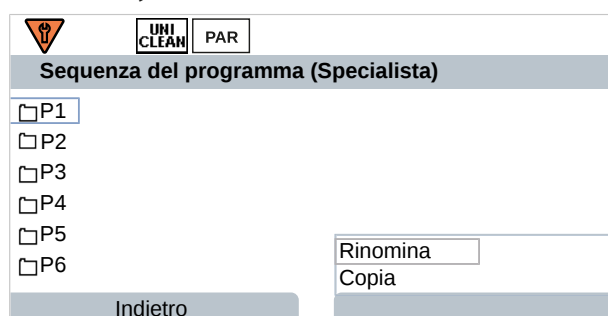 UNI
CLEAN PAR
Sequenza del programma (Specialista)
P1
P2
P3
P4
P5
P6
Rinomina
Copia
Indietro